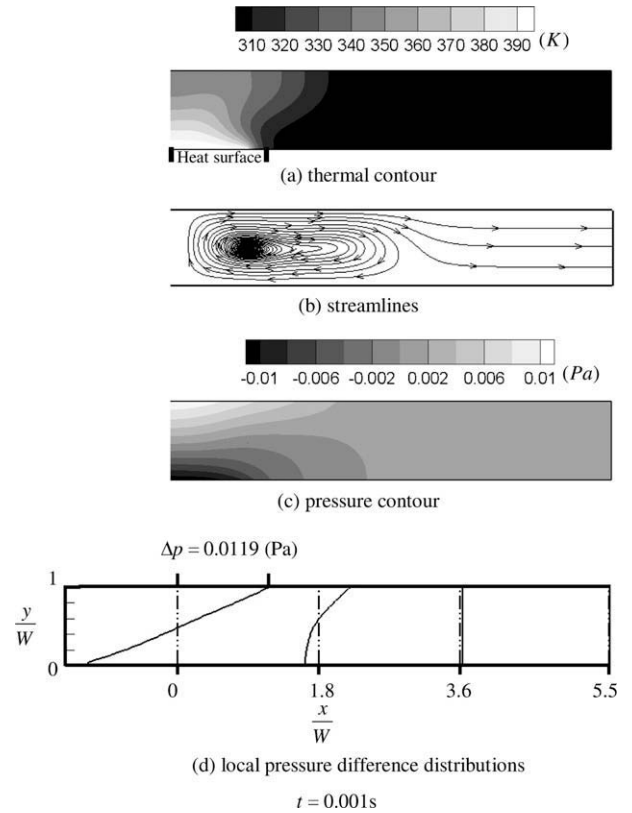 310 320 330 340 350 360 370 380 390 (K)
Heat surface
(a) thermal contour
(b) streamlines
-0.01 -0.006 -0.002 0.002 0.006 0.01 (Pa)
(c) pressure contour
Δp = 0.0119 (Pa)
1
y/W
0
0 1.8 3.6 5.5
x/W
(d) local pressure difference distributions
t = 0.001s